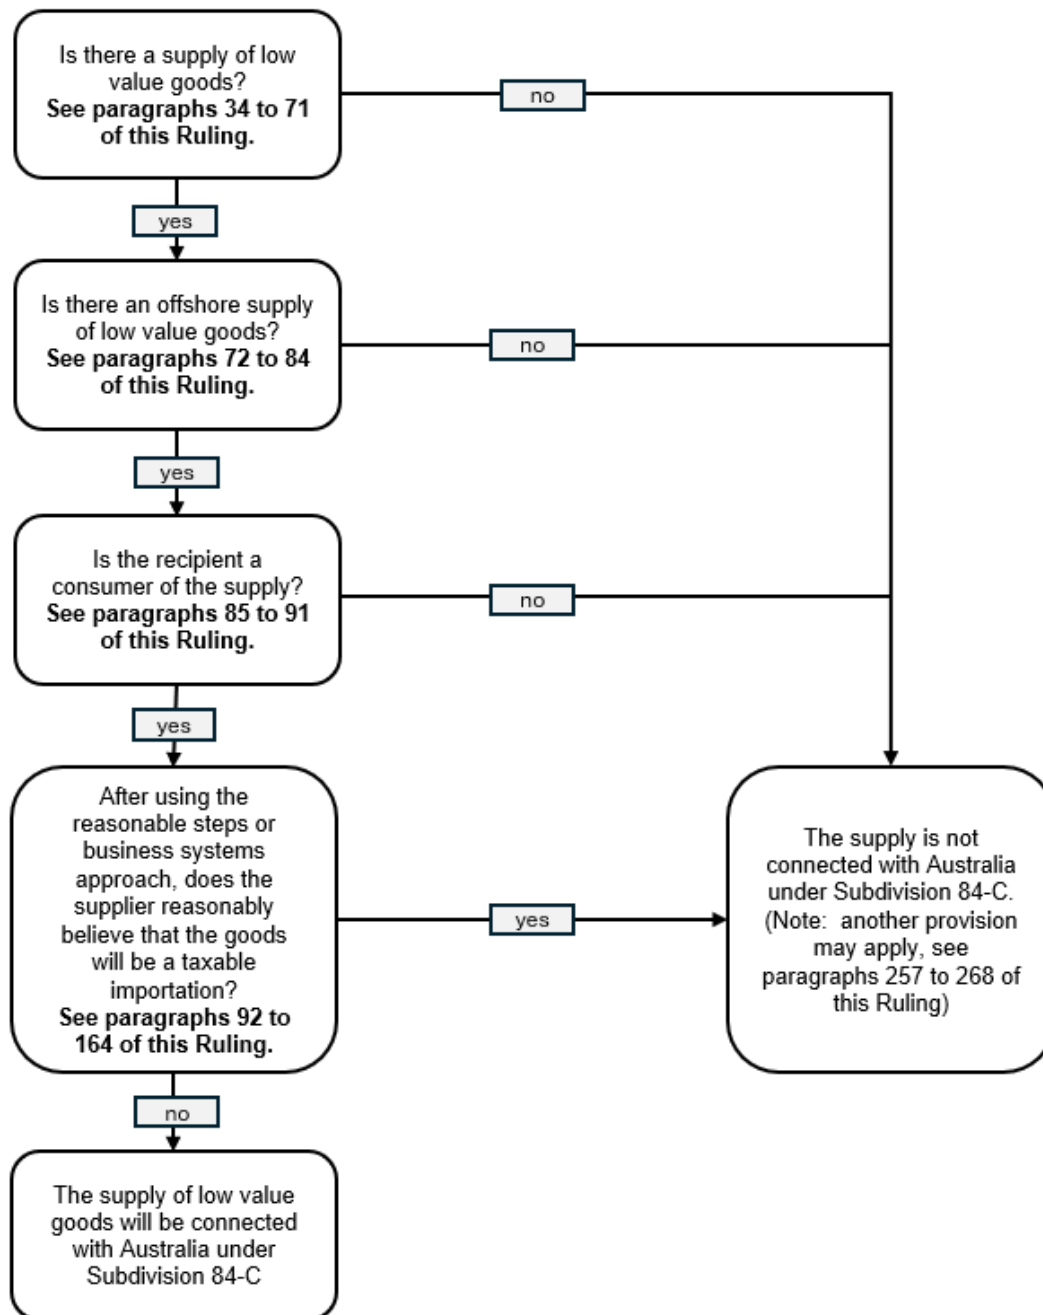 Is there a supply of low
value goods?
See paragraphs 34 to 71
of this Ruling.
no
yes
Is there an offshore supply
of low value goods?
See paragraphs 72 to 84
of this Ruling.
no
yes
Is the recipient a
consumer of the supply?
See paragraphs 85 to 91
of this Ruling.
no
yes
After using the
reasonable steps or
business systems
approach, does the
supplier reasonably
believe that the goods
will be a taxable
importation?
See paragraphs 92 to
164 of this Ruling.
yes
The supply is not
connected with Australia
under Subdivision 84-C.
(Note:  another provision
may apply, see
paragraphs 257 to 268 of
this Ruling)
no
The supply of low value
goods will be connected
with Australia under
Subdivision 84-C